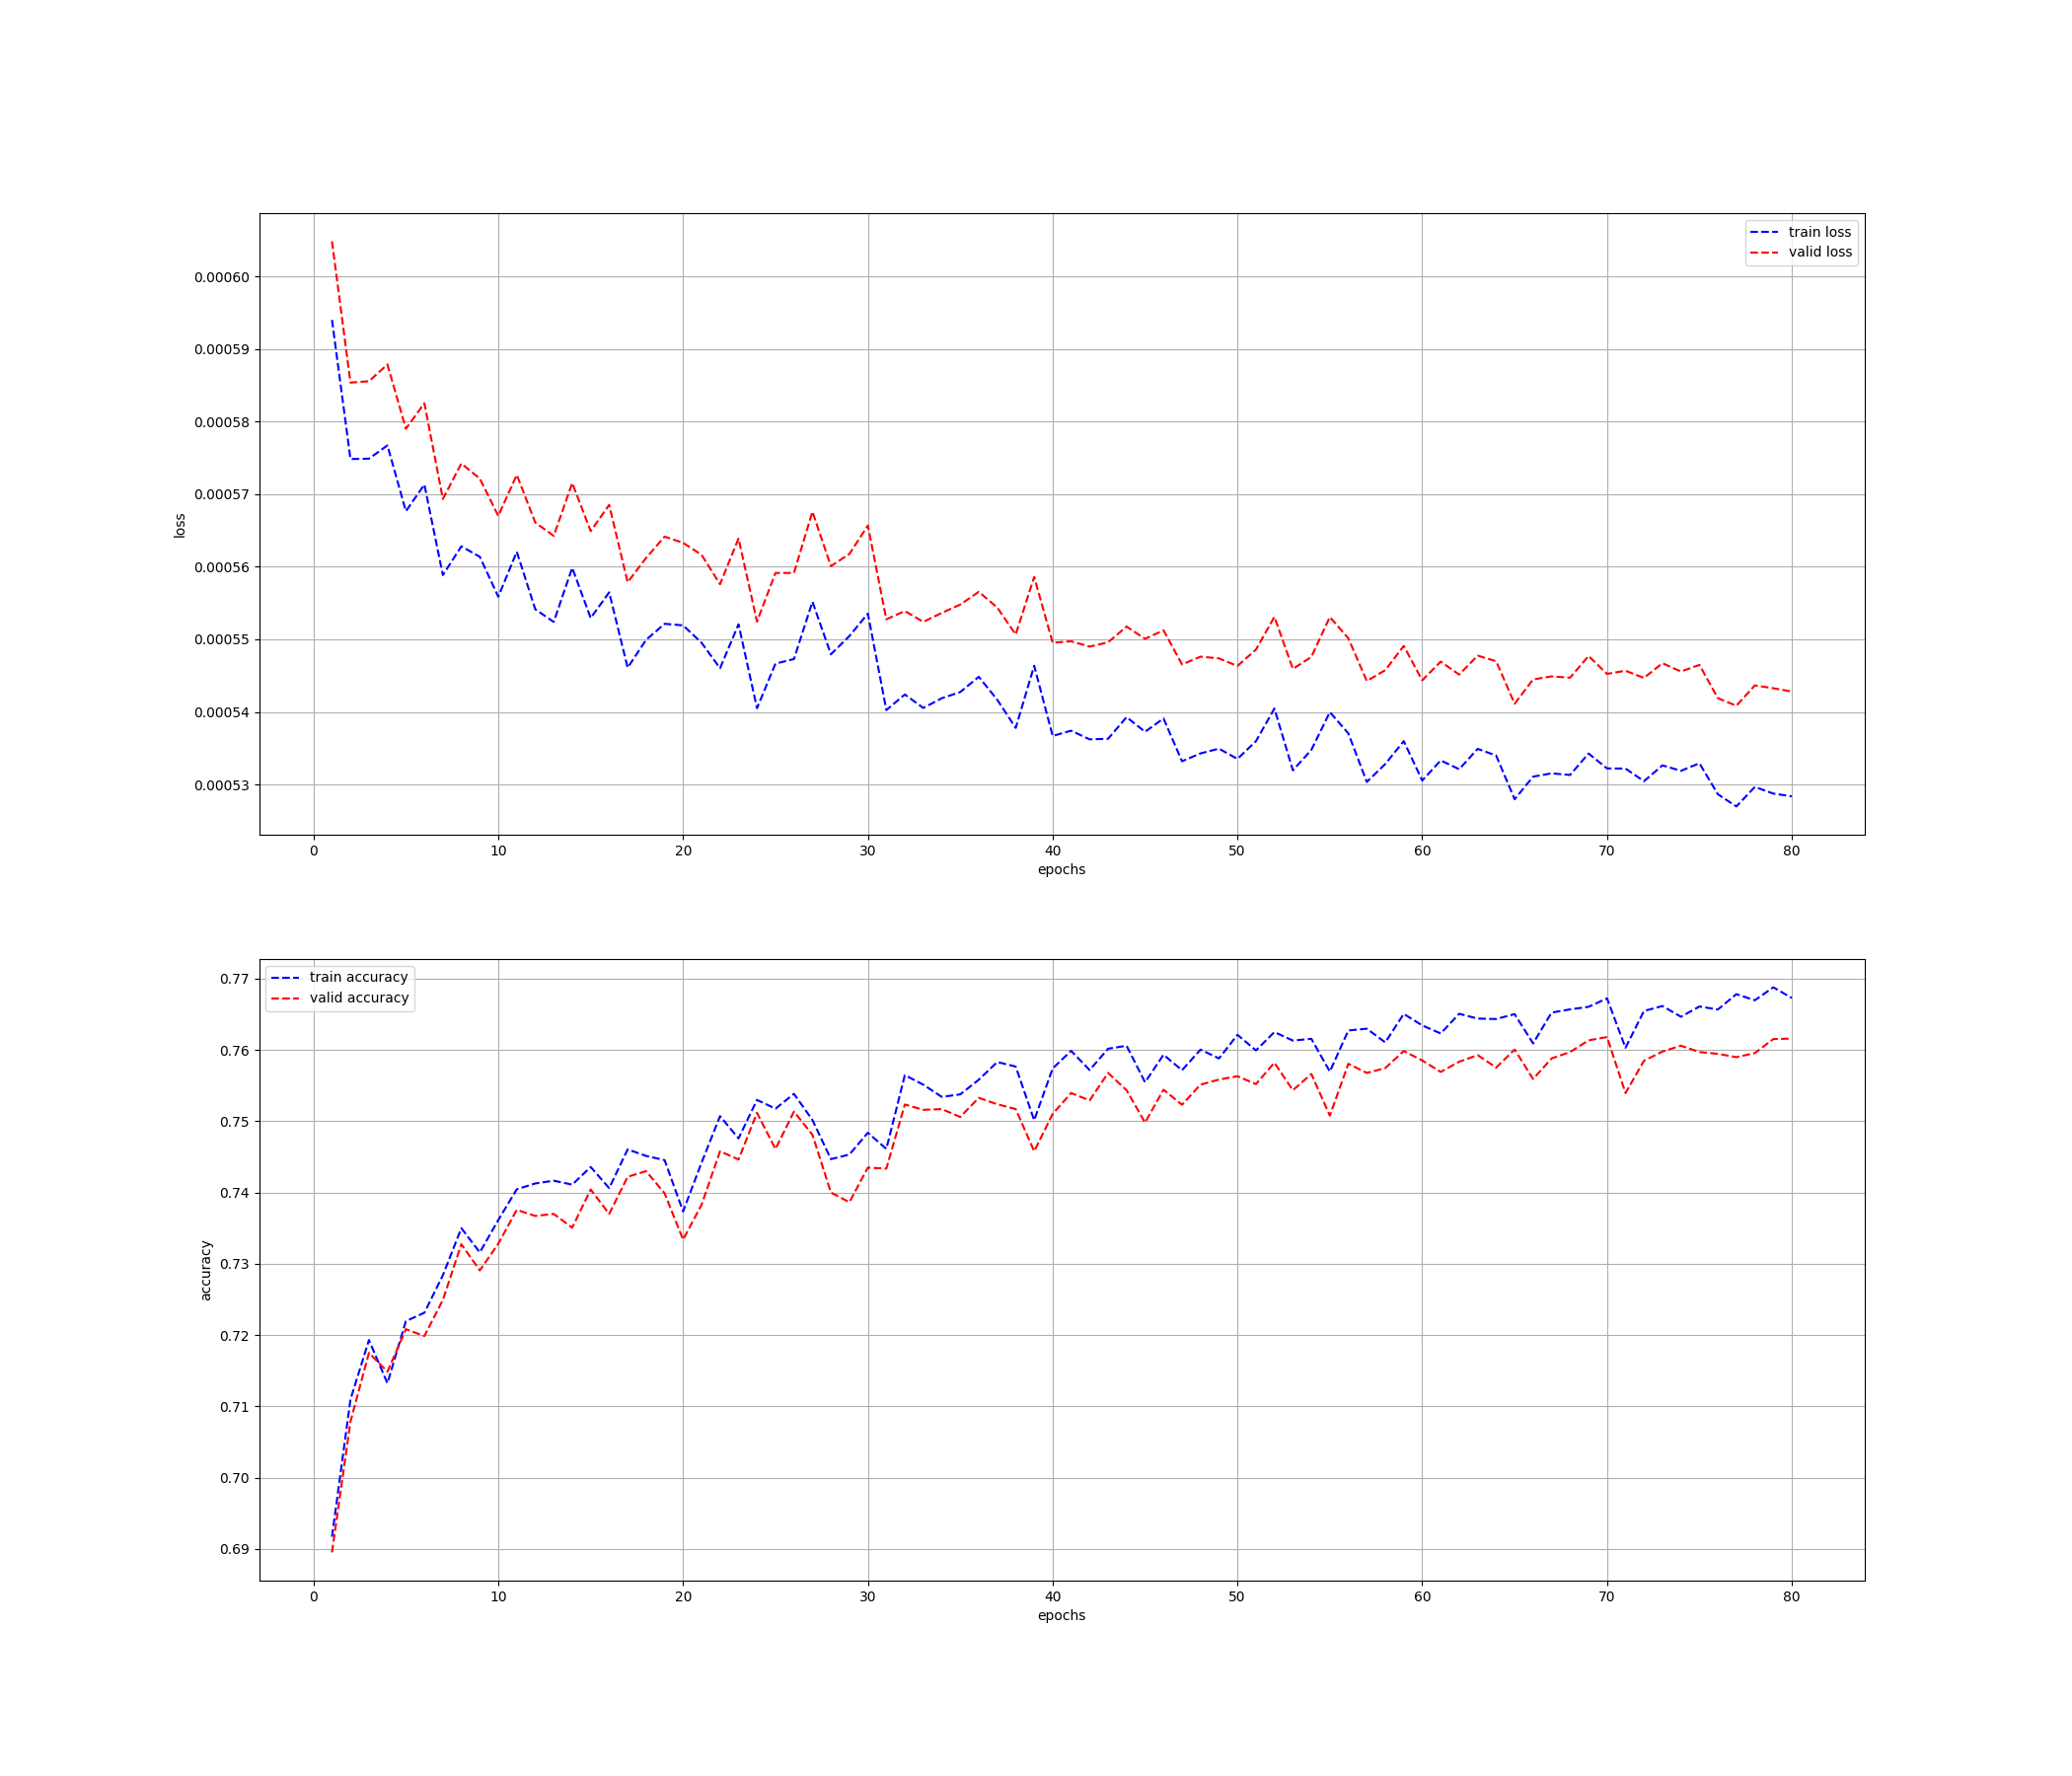 train loss
valid loss
0.00060
0.00059
0.00058
0.00057
0.00056
0.00055
0.00054
0.00053
loss
0 10 20 30 40 50 60 70 80
epochs
train accuracy
valid accuracy
0.77
0.76
0.75
0.74
0.73
0.72
0.71
0.70
0.69
accuracy
0 10 20 30 40 50 60 70 80
epochs